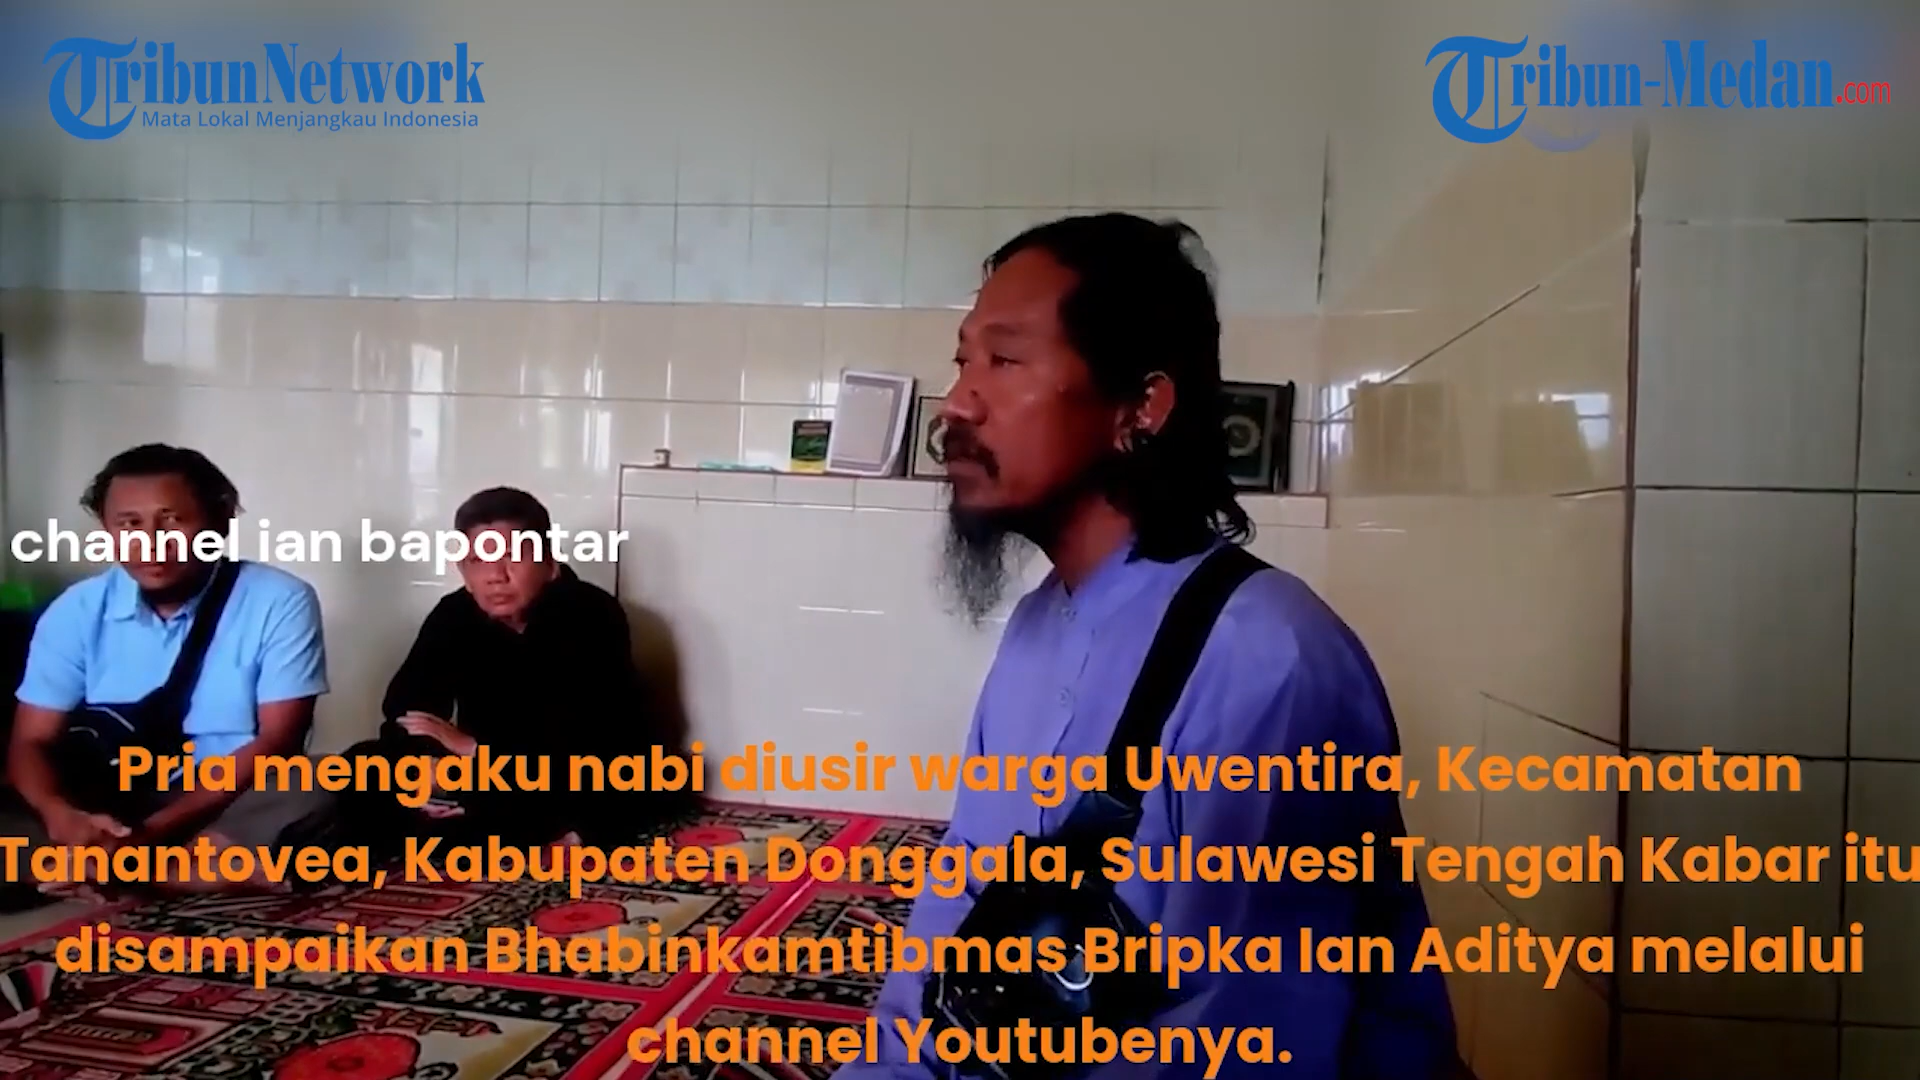 TribunNetwork
Mata Lokal Menjangkau Indonesia
Tribun-Medan.com
channel ian bapontar
Pria mengaku nabi diusir warga Uwentira, Kecamatan
Tanantovea, Kabupaten Donggala, Sulawesi Tengah Kabar itu
disampaikan Bhabinkamtibmas Bripka Ian Aditya melalui
channel Youtubenya.